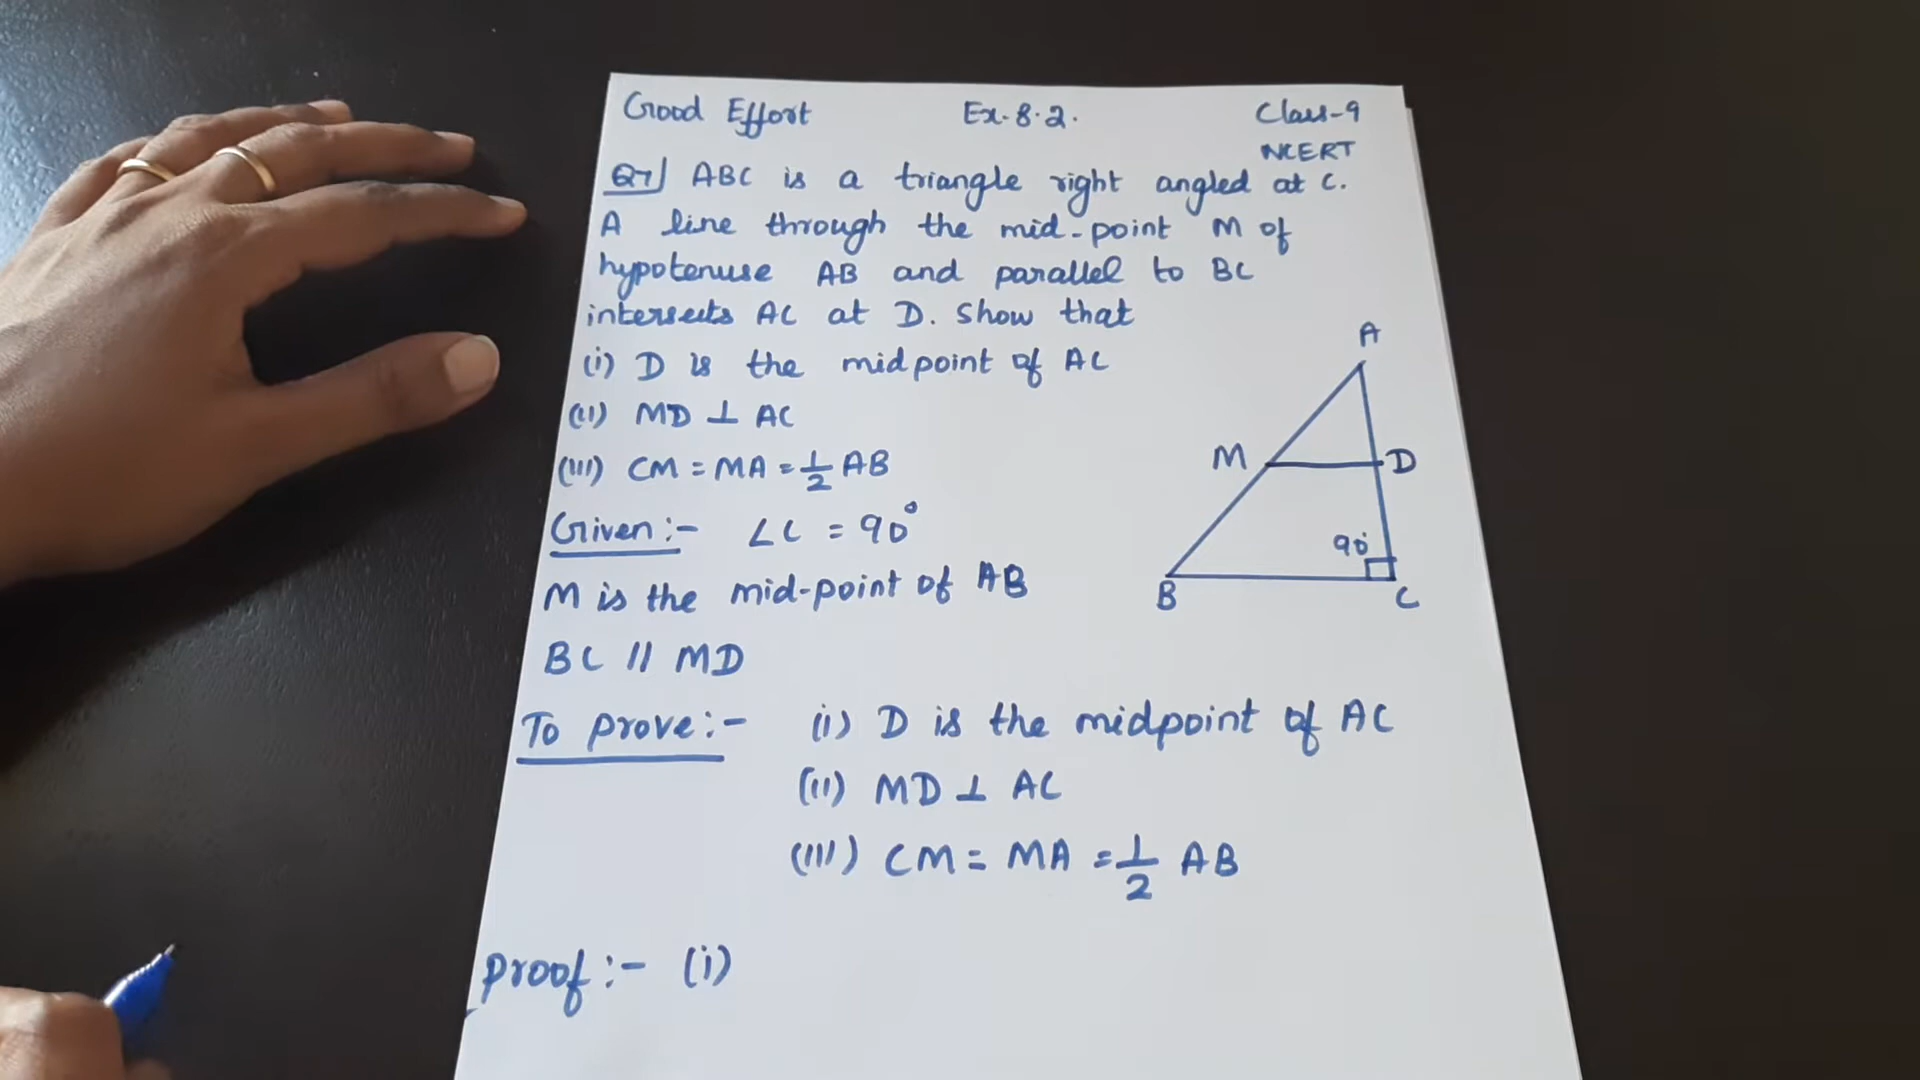 Good Effort Ex-8.2. Class-9
NCERT
Q7] ABC is a triangle right angled at C.
A line through the mid-point M of
hypotenuse AB and parallel to BC
intersects AC at D. Show that
(i) D is the midpoint of AC
(ii) MD ⊥ AC
(iii) CM = MA = 1/2 AB
Given :- ∠C = 90°
M is the mid-point of AB
BC // MD
To prove :- (i) D is the midpoint of AC
(ii) MD ⊥ AC
(iii) CM = MA = 1/2 AB
Proof :- (i)
A
M
D
90°
B
C